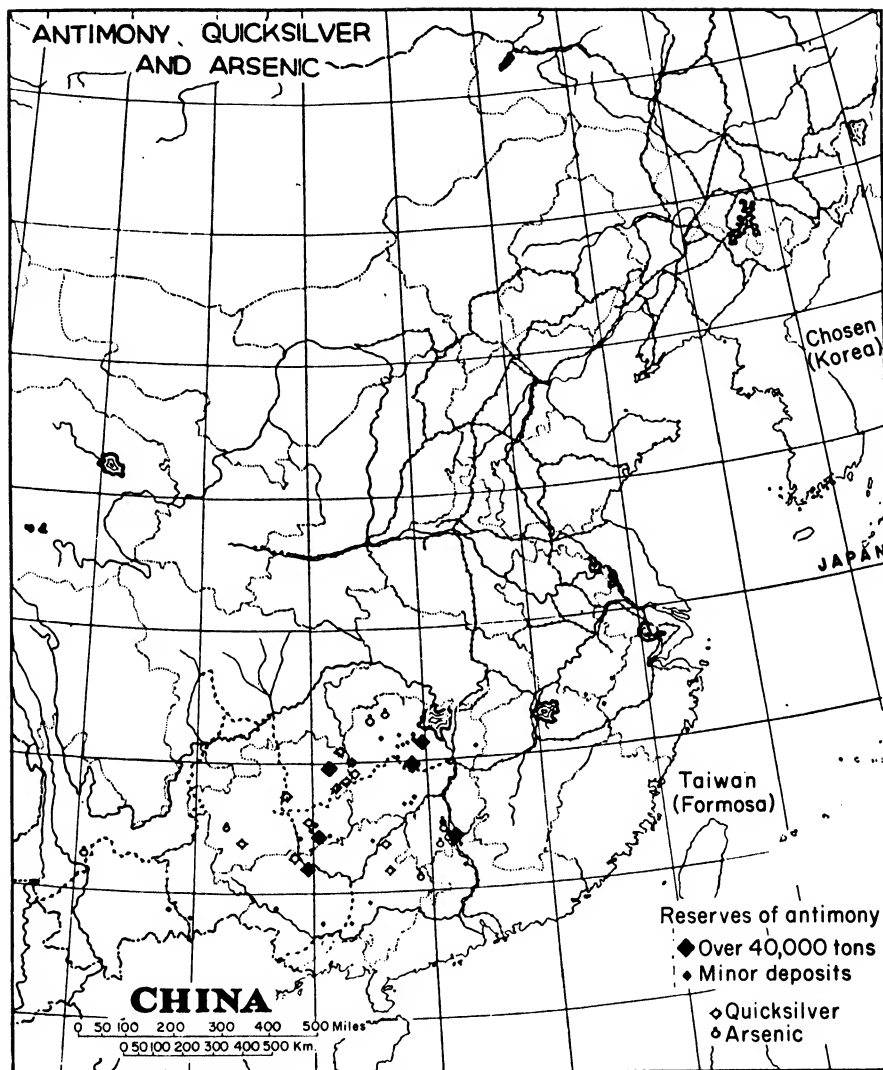 ANTIMONY, QUICKSILVER
AND ARSENIC
Chosen
(Korea)
JAPAN
Taiwan
(Formosa)
Reserves of antimony
Over 40,000 tons
Minor deposits
Quicksilver
Arsenic
CHINA
0 50 100 200 300 400 500 Miles
0 50 100 200 300 400 500 Km.